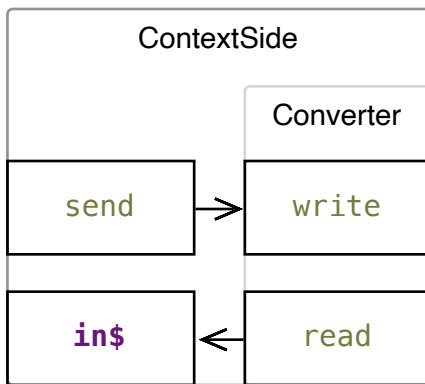 ContextSide
Converter
send
write
in$
read